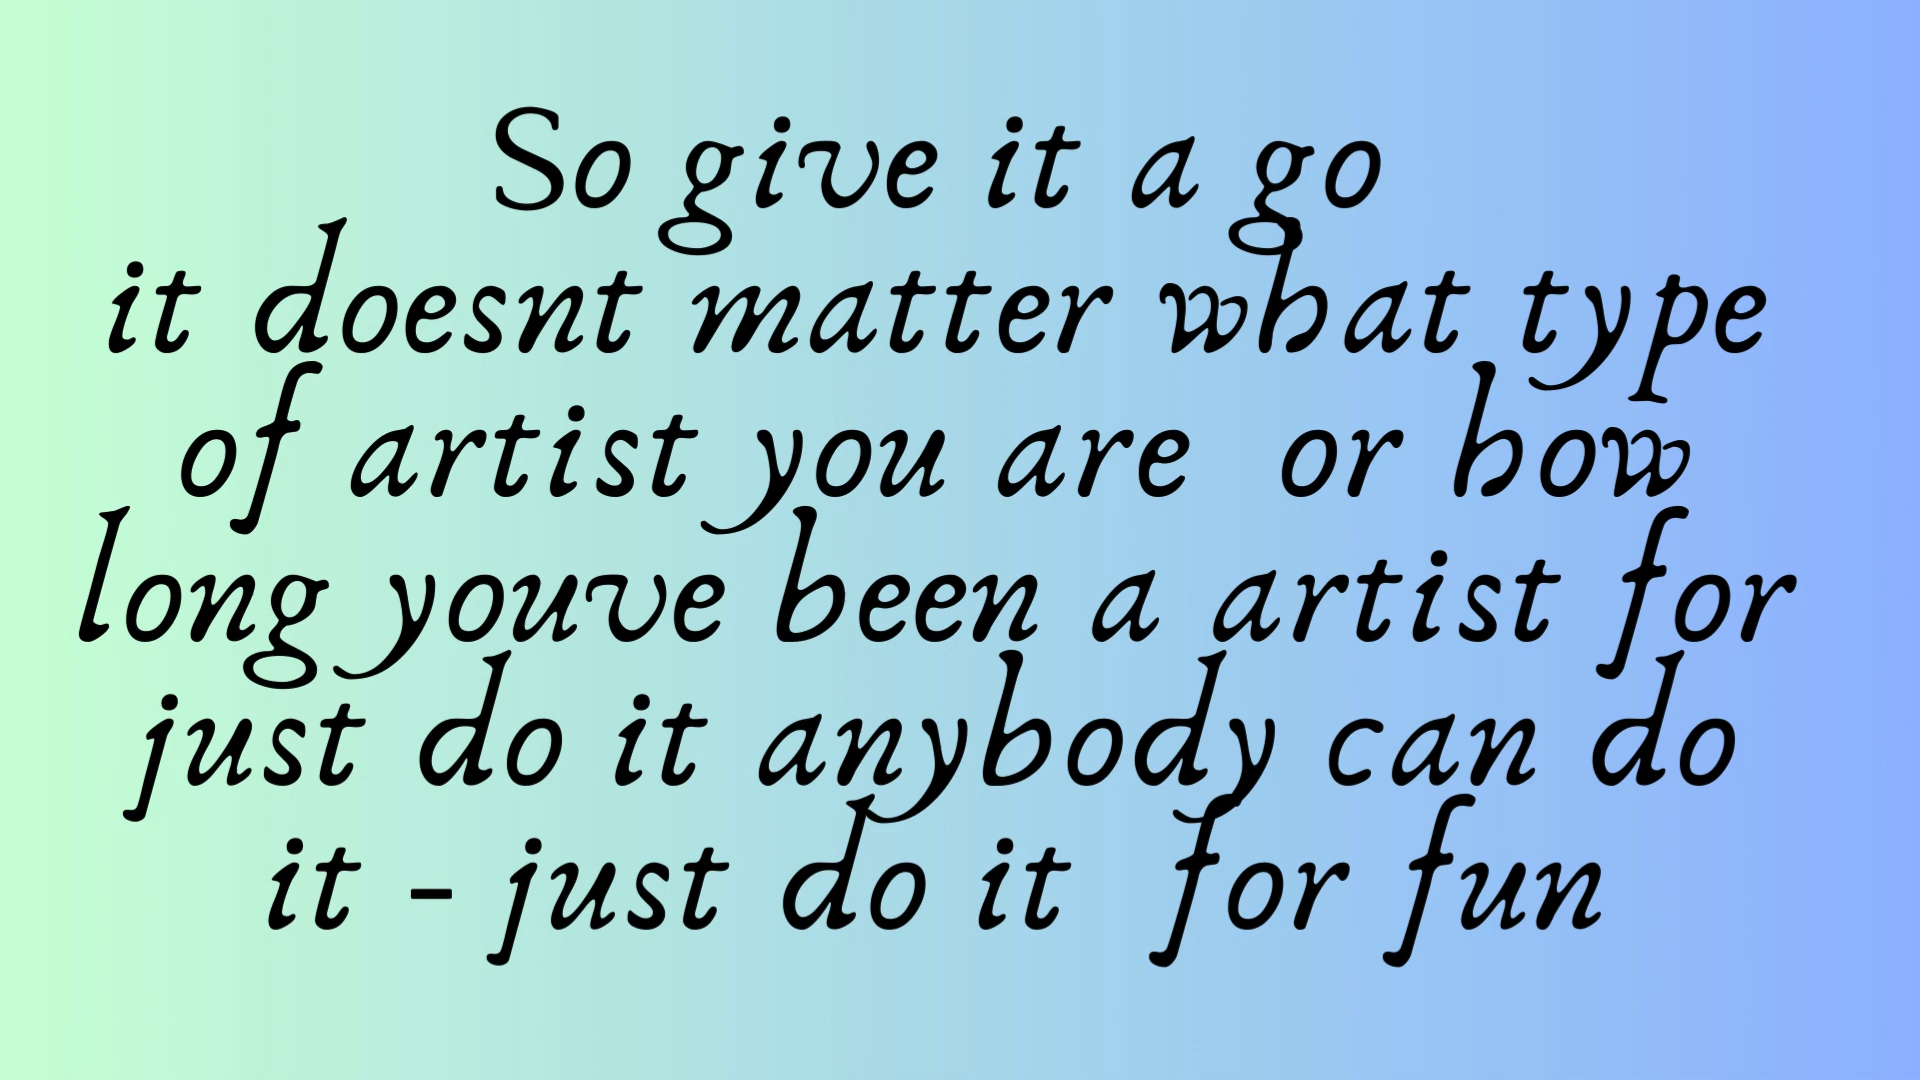 So give it a go
it doesnt matter what type
of artist you are  or how
long youve been a artist for
just do it anybody can do
it - just do it  for fun